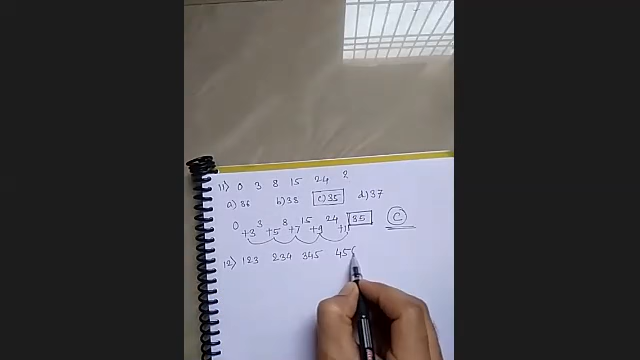 11) 0 3 8 15 24 ?
a) 36 b) 38 c) 35 d) 37
0 3 8 15 24 35 C
+3 +5 +7 +9 +11
12) 123 234 345 45